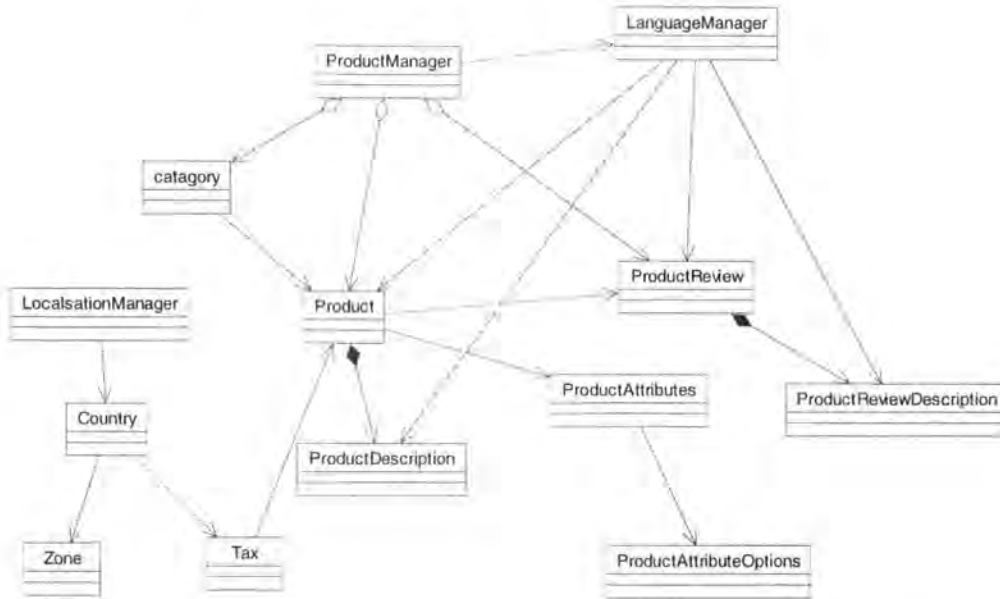 LanguageManager
ProductManager
catagory
ProductReview
LocalsationManager
Product
ProductAttributes
ProductReviewDescription
Country
ProductDescription
Zone
Tax
ProductAttributeOptions